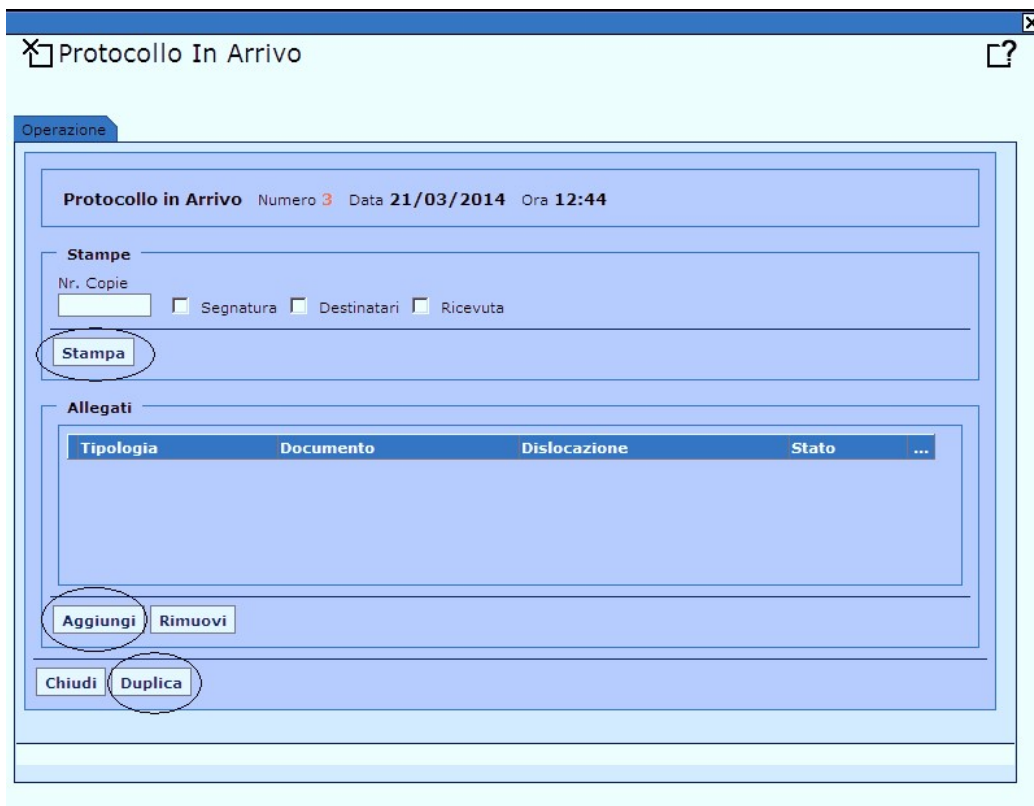 Protocollo In Arrivo
?
Operazione
Protocollo in Arrivo Numero 3 Data 21/03/2014 Ora 12:44
Stampe
Nr. Copie
Segnatura Destinatari Ricevuta
Stampa
Allegati
Tipologia Documento Dislocazione Stato ...
Aggiungi Rimuovi
Chiudi Duplica